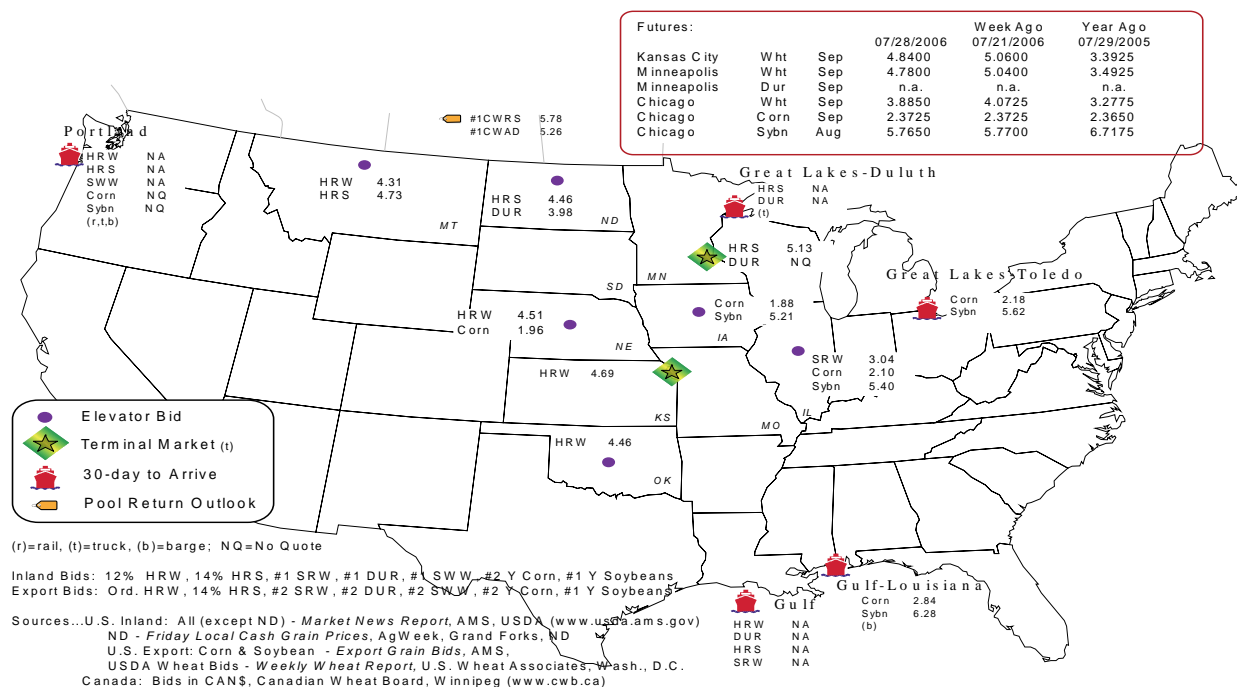 Futures: Week Ago Year Ago
07/28/2006 07/21/2006 07/29/2005
Kansas City Wht Sep 4.8400 5.0600 3.3925
Minneapolis Wht Sep 4.7800 5.0400 3.4925
Minneapolis Dur Sep n.a. n.a. n.a.
Chicago Wht Sep 3.8850 4.0725 3.2775
Chicago Corn Sep 2.3725 2.3725 2.3650
Chicago Sybn Aug 5.7650 5.7700 6.7175
#1CWRS 5.78
#1CWAD 5.26
Portland
HRW NA
HRS NA
SWW NA
Corn NQ
Sybn NQ
(r,t,b)
HRW 4.31
HRS 4.73
MT
HRS 4.46
DUR 3.98
ND
Great Lakes-Duluth
HRS NA
DUR NA
(t)
HRS 5.13
DUR NQ
MN
SD
Great Lakes-Toledo
Corn 2.18
Sybn 5.62
Corn 1.88
Sybn 5.21
IA
HRW 4.51
Corn 1.96
NE
SRW 3.04
Corn 2.10
Sybn 5.40
IL
HRW 4.69
KS
MO
HRW 4.46
OK
Elevator Bid
Terminal Market (t)
30-day to Arrive
Pool Return Outlook
Gulf-Louisiana
Corn 2.84
Sybn 6.28
(b)
Gulf
HRW NA
DUR NA
HRS NA
SRW NA
(r)=rail, (t)=truck, (b)=barge; NQ=No Quote
Inland Bids: 12% HRW, 14% HRS, #1 SRW, #1 DUR, #1 SWW, #2 Y Corn, #1 Y Soybeans
Export Bids: Ord. HRW, 14% HRS, #2 SRW, #2 DUR, #2 SWW, #2 Y Corn, #1 Y Soybeans
Sources...U.S. Inland: All (except ND) - Market News Report, AMS, USDA (www.usda.ams.gov)
ND - Friday Local Cash Grain Prices, AgWeek, Grand Forks, ND
U.S. Export: Corn & Soybean - Export Grain Bids, AMS,
USDA Wheat Bids - Weekly Wheat Report, U.S. Wheat Associates, Wash., D.C.
Canada: Bids in CAN$, Canadian Wheat Board, Winnipeg (www.cwb.ca)